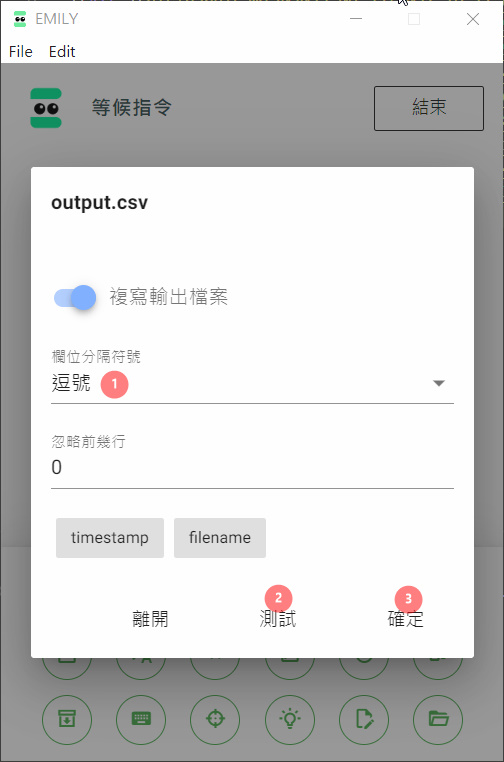 EMILY
File Edit
等候指令 結束
output.csv
複寫輸出檔案
欄位分隔符號
逗號 1
忽略前幾行
0
timestamp filename
2 3
離開 測試 確定